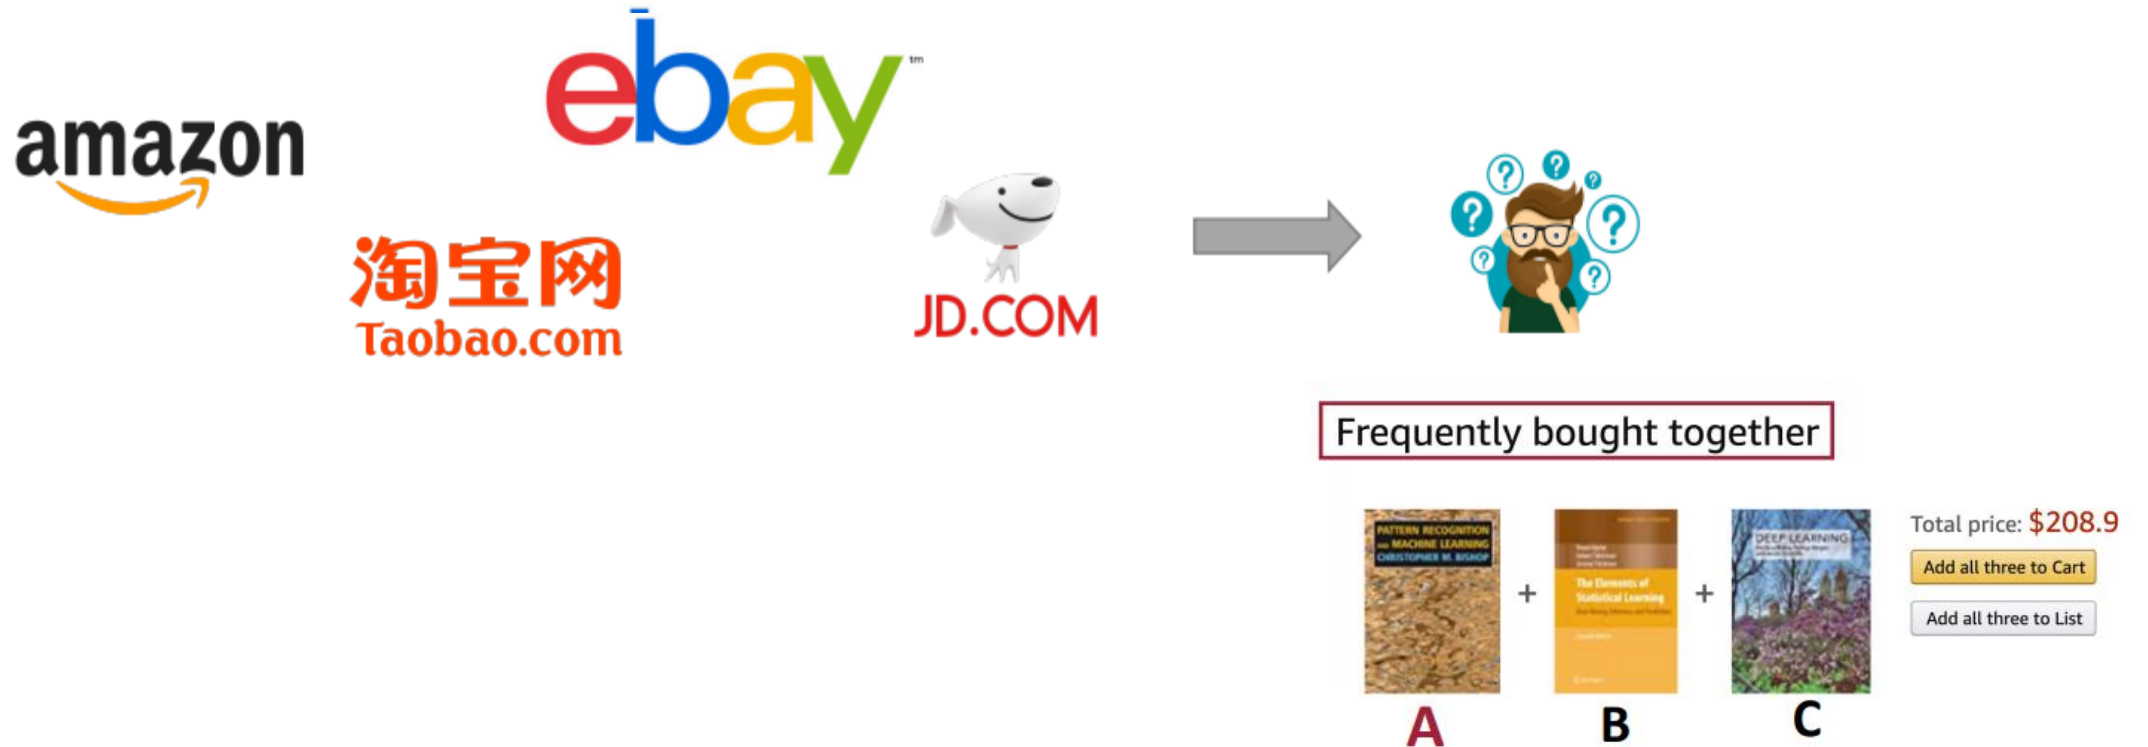 ebay
tm
amazon
淘宝网
Taobao.com
JD.COM
? ? ? ? ? ? ?
Frequently bought together
PATTERN RECOGNITION
AND MACHINE LEARNING
CHRISTOPHER M. BISHOP
+
The Elements of
Statistical Learning
+
DEEP LEARNING
Total price: $208.9
Add all three to Cart
Add all three to List
A
B
C